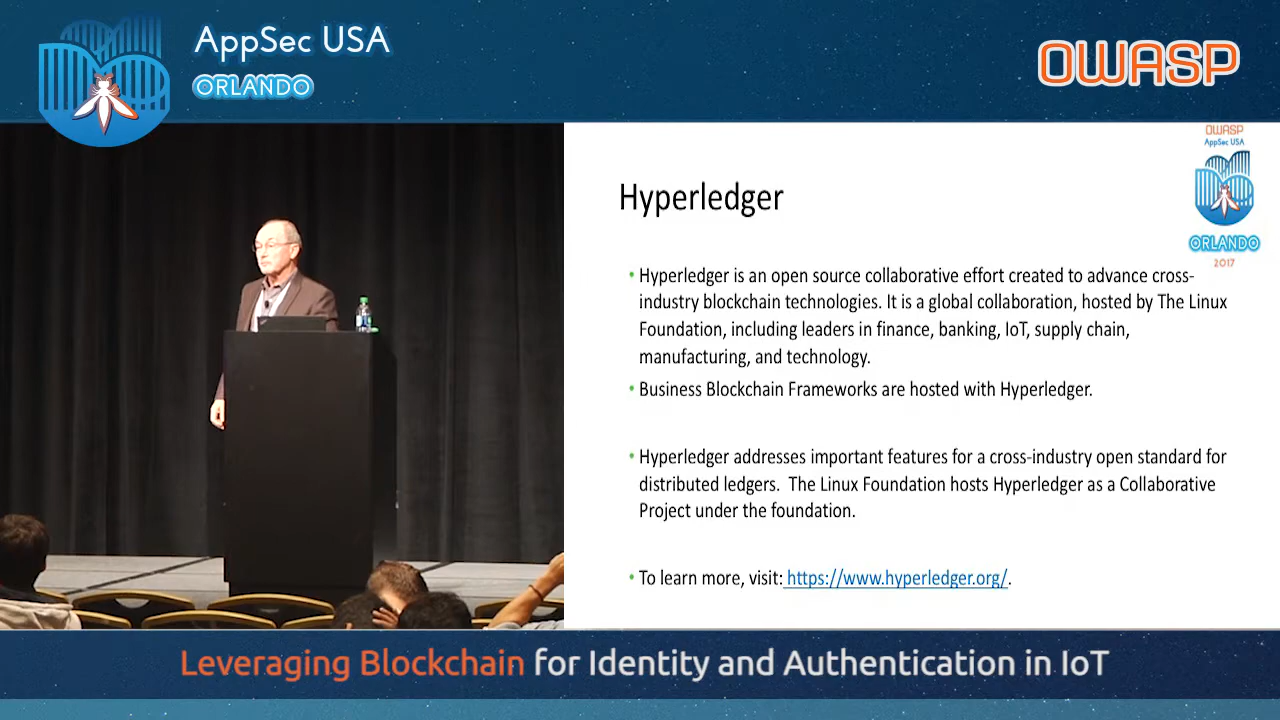 AppSec USA
ORLANDO
OWASP
OWASP
AppSec USA
ORLANDO
2017
Hyperledger
• Hyperledger is an open source collaborative effort created to advance cross-
industry blockchain technologies. It is a global collaboration, hosted by The Linux
Foundation, including leaders in finance, banking, IoT, supply chain,
manufacturing, and technology.
• Business Blockchain Frameworks are hosted with Hyperledger.
• Hyperledger addresses important features for a cross-industry open standard for
distributed ledgers. The Linux Foundation hosts Hyperledger as a Collaborative
Project under the foundation.
• To learn more, visit: https://www.hyperledger.org/.
Leveraging Blockchain for Identity and Authentication in IoT